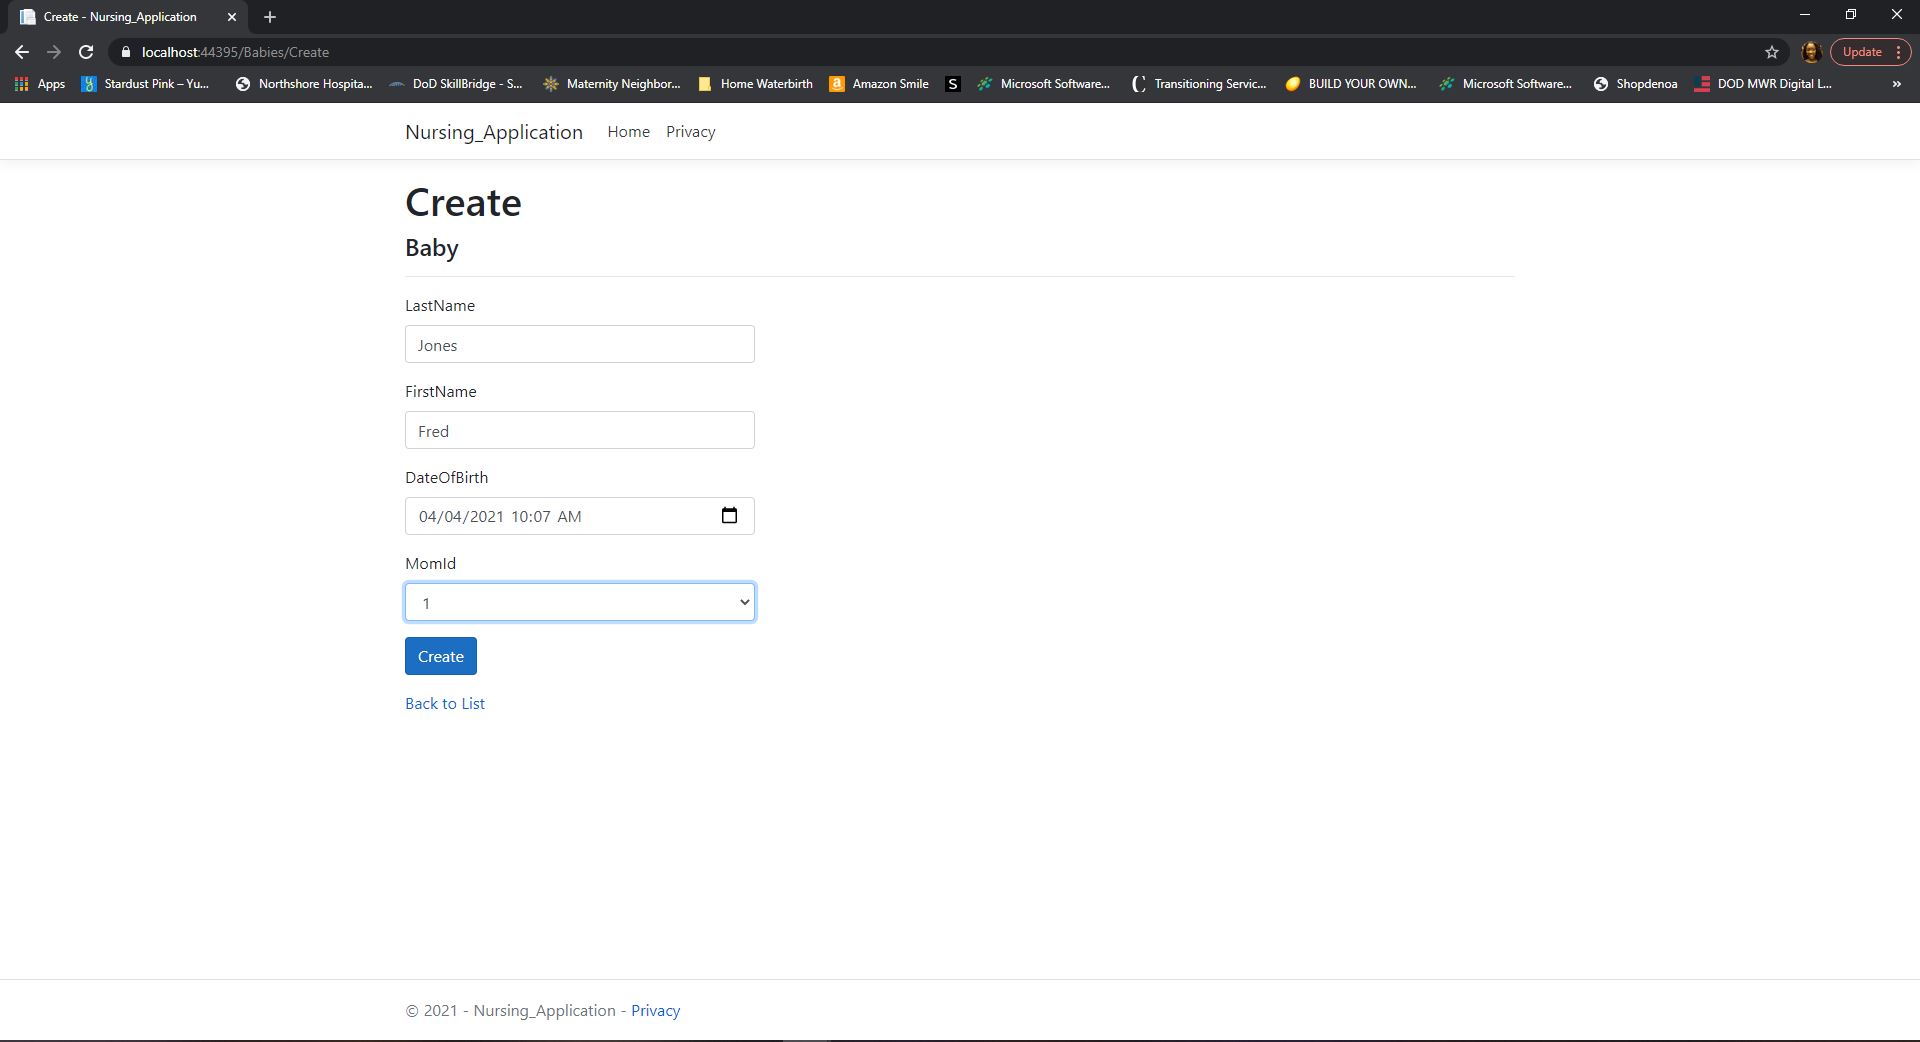 Create - Nursing_Application
localhost:44395/Babies/Create
Update
Apps
Stardust Pink – Yu...
Northshore Hospita...
DoD SkillBridge - S...
Maternity Neighbor...
Home Waterbirth
Amazon Smile
S
Microsoft Software...
Transitioning Servic...
BUILD YOUR OWN...
Microsoft Software...
Shopdenoa
DOD MWR Digital L...
»
Nursing_Application
Home
Privacy
Create
Baby
LastName
Jones
FirstName
Fred
DateOfBirth
04/04/2021 10:07 AM
MomId
1
Create
Back to List
© 2021 - Nursing_Application - Privacy